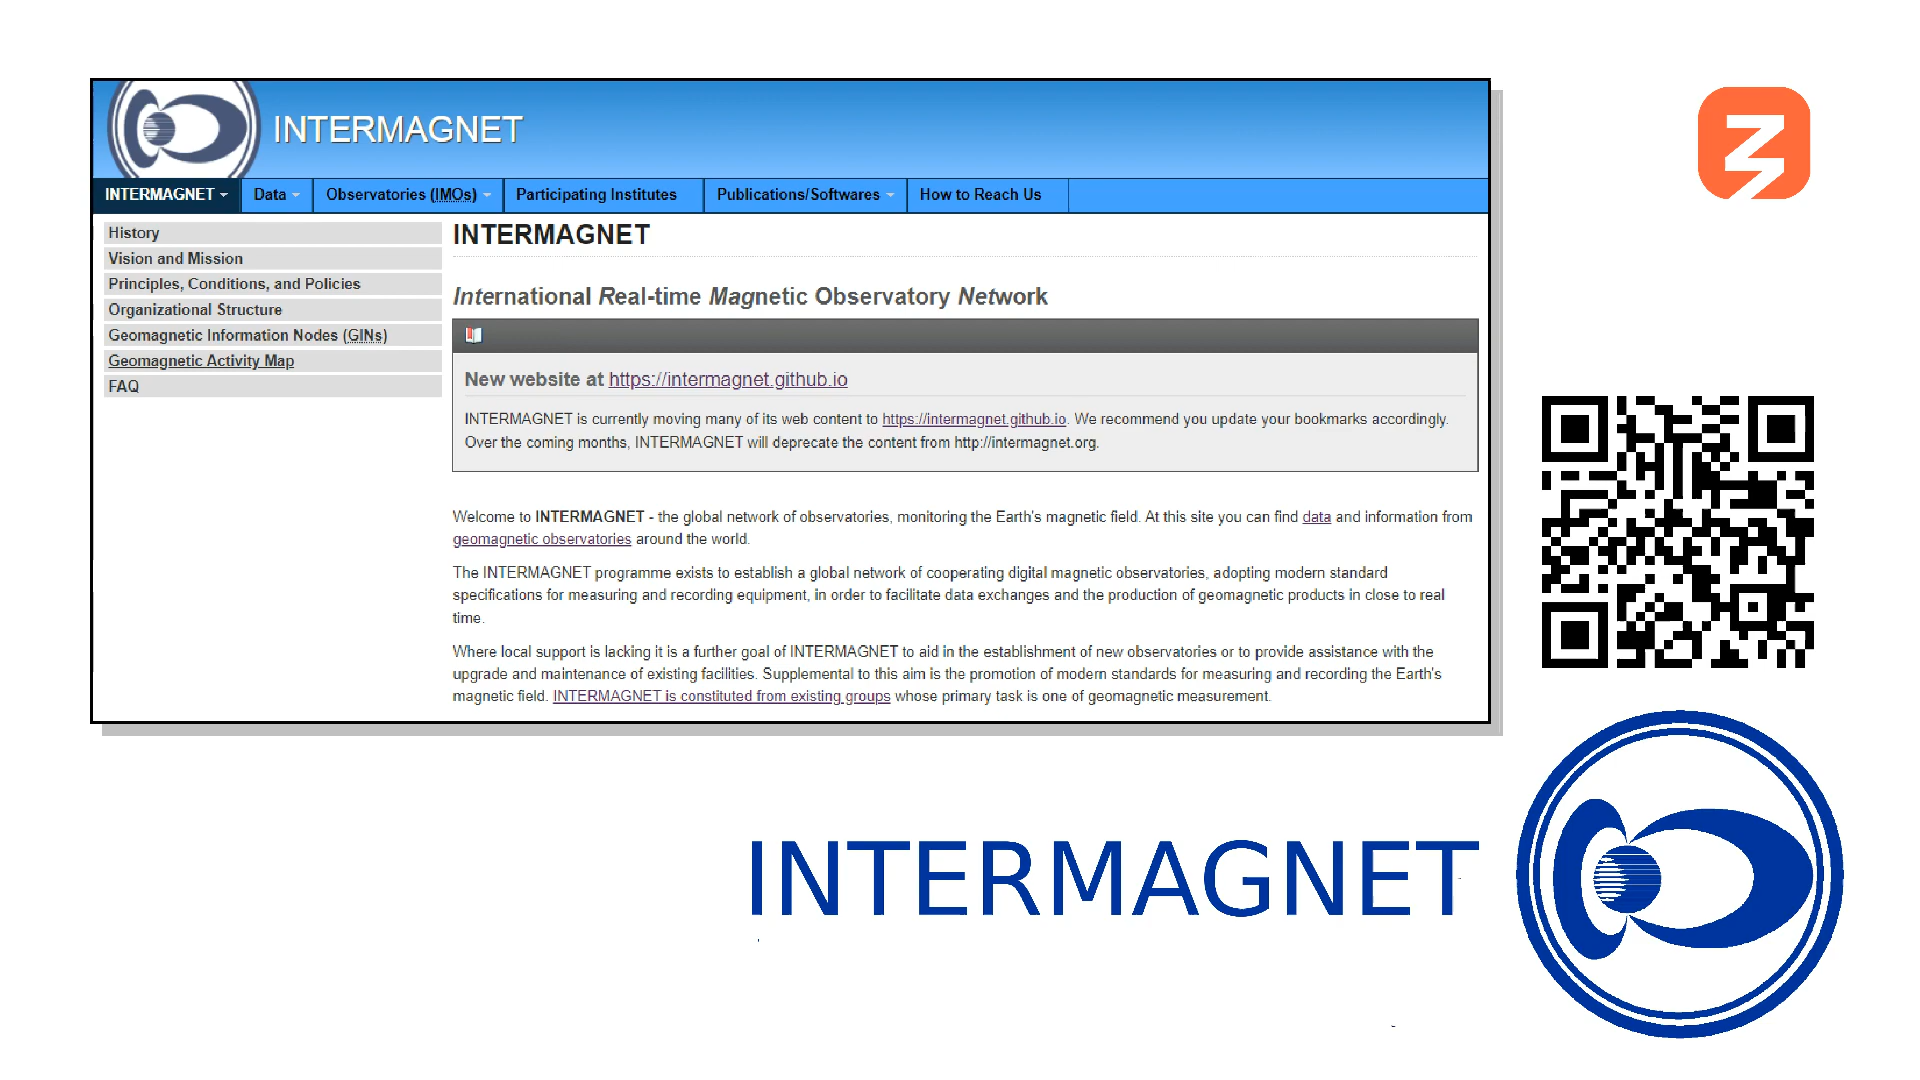 INTERMAGNET
INTERMAGNET
Data
Observatories (IMOs)
Participating Institutes
Publications/Softwares
How to Reach Us
History
Vision and Mission
Principles, Conditions, and Policies
Organizational Structure
Geomagnetic Information Nodes (GINs)
Geomagnetic Activity Map
FAQ
INTERMAGNET
International Real-time Magnetic Observatory Network
New website at https://intermagnet.github.io
INTERMAGNET is currently moving many of its web content to https://intermagnet.github.io. We recommend you update your bookmarks accordingly.
Over the coming months, INTERMAGNET will deprecate the content from http://intermagnet.org.
Welcome to INTERMAGNET - the global network of observatories, monitoring the Earth's magnetic field. At this site you can find data and information from
geomagnetic observatories around the world.
The INTERMAGNET programme exists to establish a global network of cooperating digital magnetic observatories, adopting modern standard
specifications for measuring and recording equipment, in order to facilitate data exchanges and the production of geomagnetic products in close to real
time.
Where local support is lacking it is a further goal of INTERMAGNET to aid in the establishment of new observatories or to provide assistance with the
upgrade and maintenance of existing facilities. Supplemental to this aim is the promotion of modern standards for measuring and recording the Earth's
magnetic field. INTERMAGNET is constituted from existing groups whose primary task is one of geomagnetic measurement.
INTERMAGNET